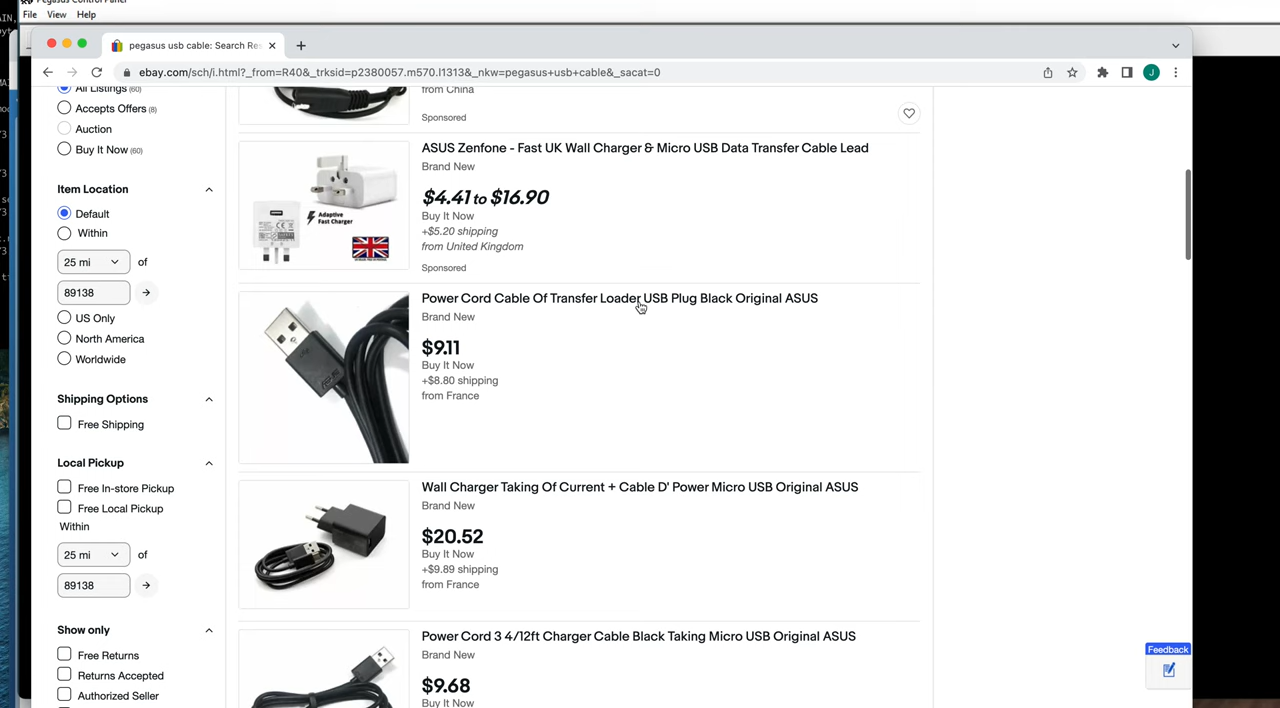 Pegasus Control Panel
File View Help
pegasus usb cable: Search Res
ebay.com/sch/i.html?_from=R40&_trksid=p2380057.m570.l1313&_nkw=pegasus+usb+cable&_sacat=0
J
All Listings (60)
Accepts Offers (8)
Auction
Buy It Now (60)
Item Location
Default
Within
25 mi of
89138
US Only
North America
Worldwide
Shipping Options
Free Shipping
Local Pickup
Free In-store Pickup
Free Local Pickup
Within
25 mi of
89138
Show only
Free Returns
Returns Accepted
Authorized Seller
from China
Sponsored
ASUS Zenfone - Fast UK Wall Charger & Micro USB Data Transfer Cable Lead
Brand New
$4.41 to $16.90
Buy It Now
+$5.20 shipping
from United Kingdom
Sponsored
Adaptive
Fast Charger
Power Cord Cable Of Transfer Loader USB Plug Black Original ASUS
Brand New
$9.11
Buy It Now
+$8.80 shipping
from France
Wall Charger Taking Of Current + Cable D' Power Micro USB Original ASUS
Brand New
$20.52
Buy It Now
+$9.89 shipping
from France
Power Cord 3 4/12ft Charger Cable Black Taking Micro USB Original ASUS
Brand New
$9.68
Buy It Now
Feedback